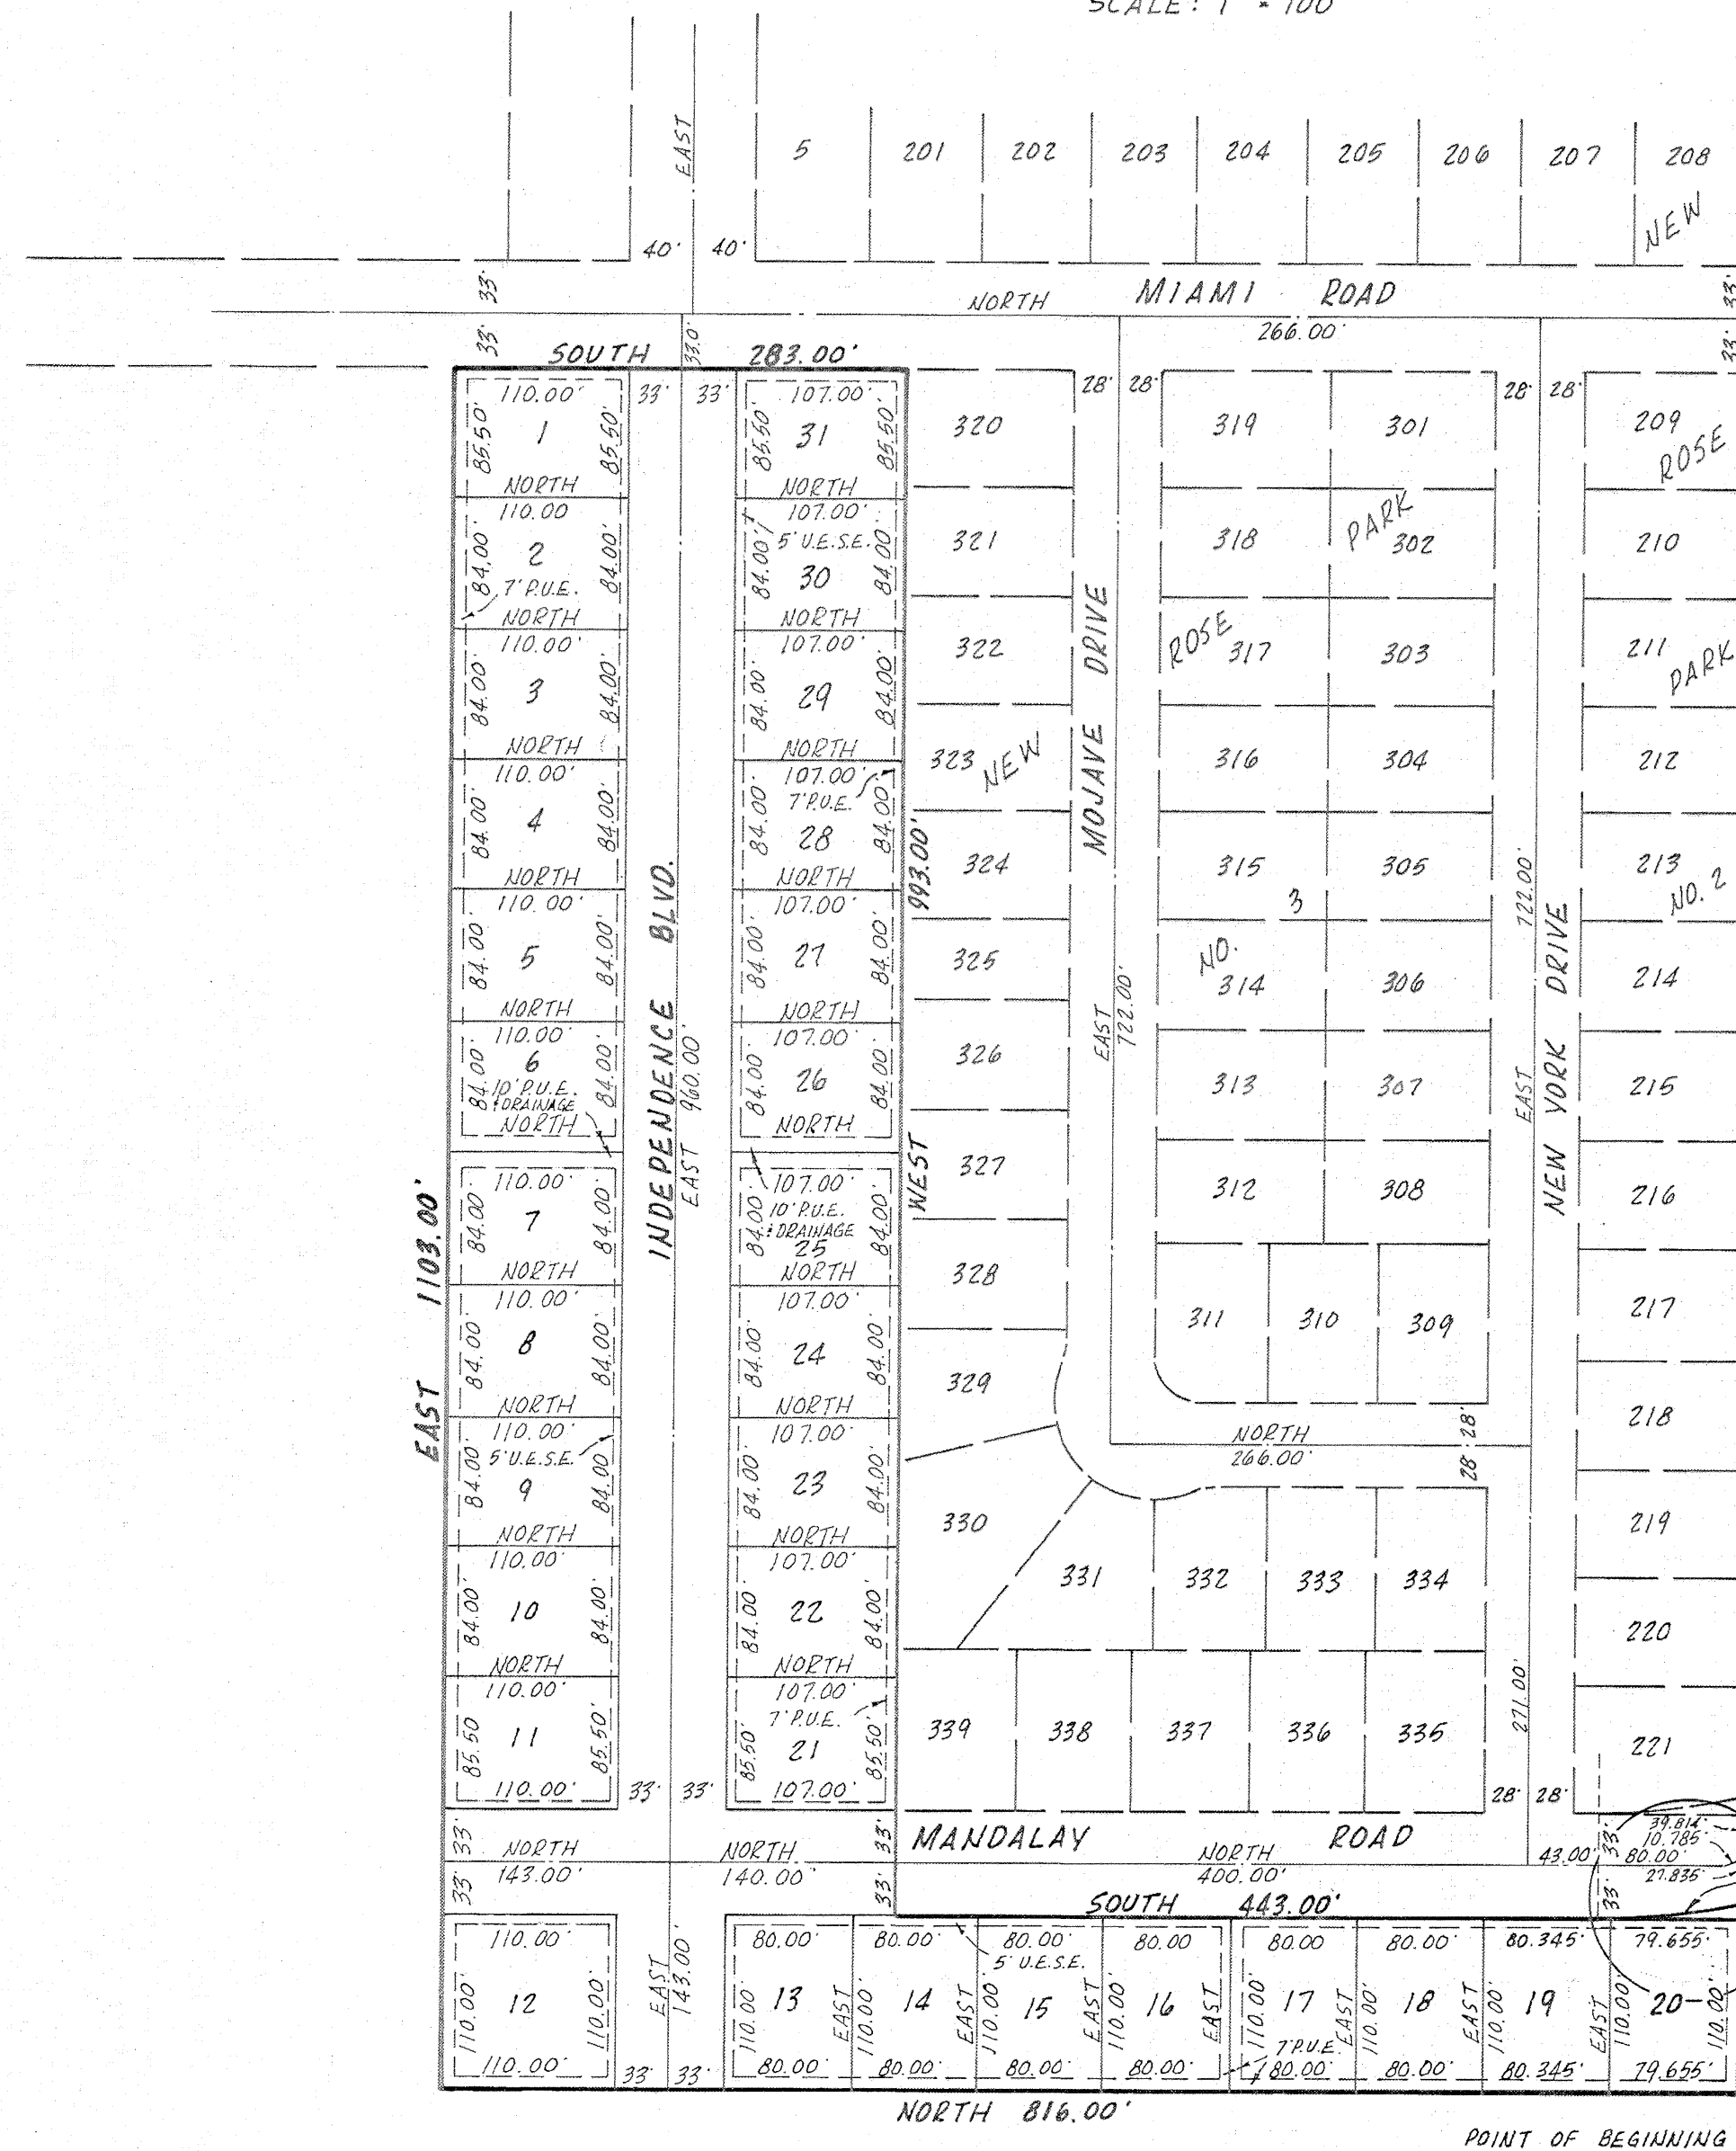 SCALE: 1" = 100'
EAST
5 201 202 203 204 205 206 207 208
NEW
40' 40'
33'
NORTH MIAMI ROAD
33'
266.00'
33' 33.0' 33'
SOUTH 283.00'
110.00' 33' 33' 107.00' 28' 28' 28' 28'
85.50' 1 85.50' 85.50' 31 85.50' 320 319 301 209
ROSE
NORTH NORTH
110.00 107.00'
PARK
5' U.E.S.E.
84.00' 2 84.00' 84.00' 30 84.00' 321 318 302 210
7' P.U.E.
NORTH NORTH
110.00' 107.00'
ROSE
84.00' 3 84.00' 84.00' 29 84.00' 322 317 303 211
PARK
MOJAVE DRIVE
NORTH NORTH
110.00' 107.00'
7' P.U.E.
323 NEW 316 304 212
84.00' 4 84.00' 84.00' 28 84.00'
993.00'
324 315 305 213
NORTH NORTH
110.00' 107.00'
3
NO. 2
INDEPENDENCE BLVD.
722.00'
84.00' 5 84.00' 84.00' 27 84.00' 325
NO.
314 306 214
NEW YORK DRIVE
NORTH NORTH
110.00' 107.00'
EAST
722.00'
84.00' 6 84.00' 84.00' 26 84.00' 326 313 307 215
10' P.U.E.
& DRAINAGE
EAST 960.00'
EAST
NORTH NORTH
WEST
327
110.00' 107.00'
84.00' 7 84.00' 84.00' 10' P.U.E. 84.00' 312 308 216
& DRAINAGE
25
EAST 1103.00'
NORTH NORTH 328
110.00' 107.00'
84.00' 8 84.00' 84.00' 24 84.00' 311 310 309 217
329
NORTH NORTH
110.00' 107.00'
218
5' U.E.S.E.
NORTH
266.00'
28' 28'
84.00' 9 84.00' 84.00' 23 84.00'
330 219
NORTH NORTH
110.00' 107.00'
331 332 333 334
84.00' 10 84.00' 84.00' 22 84.00'
220
NORTH NORTH
110.00' 107.00'
7' P.U.E.
271.00'
85.50 11 85.50' 85.50' 21 85.50' 339 338 337 336 335 221
110.00' 33' 33' 107.00' 28' 28'
33' 33' 33'
39.814'
10.785'
NORTH NORTH MANDALAY NORTH ROAD 43.00' 80.00'
143.00' 140.00' 400.00' 27.835'
33' 33' 33'
SOUTH 443.00'
110.00' 80.00' 80.00' 80.00' 80.00 80.00 80.00' 80.345' 79.655'
5' U.E.S.E.
EAST
143.00'
110.00' 12 110.00' 110.00' 13 EAST 110.00' 14 EAST 110.00' 15 EAST 110.00' 16 EAST 110.00' 17 EAST 110.00' 18 EAST 110.00' 19 EAST 110.00' 20 110.00'
7' P.U.E.
110.00' 33' 33' 80.00' 80.00' 80.00' 80.00' 80.00' 80.00' 80.345' 79.655'
NORTH 816.00'
POINT OF BEGINNING